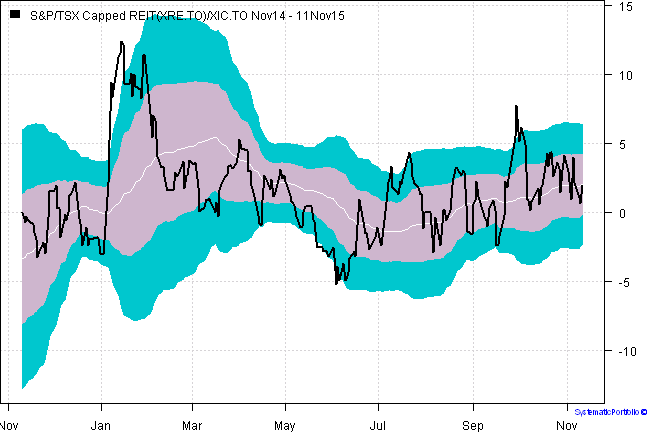 S&P/TSX Capped REIT(XRE.TO)/XIC.TO Nov14 - 11Nov15
15
10
5
0
-5
-10
Nov Jan Mar May Jul Sep Nov
SystematicPortfolio ©